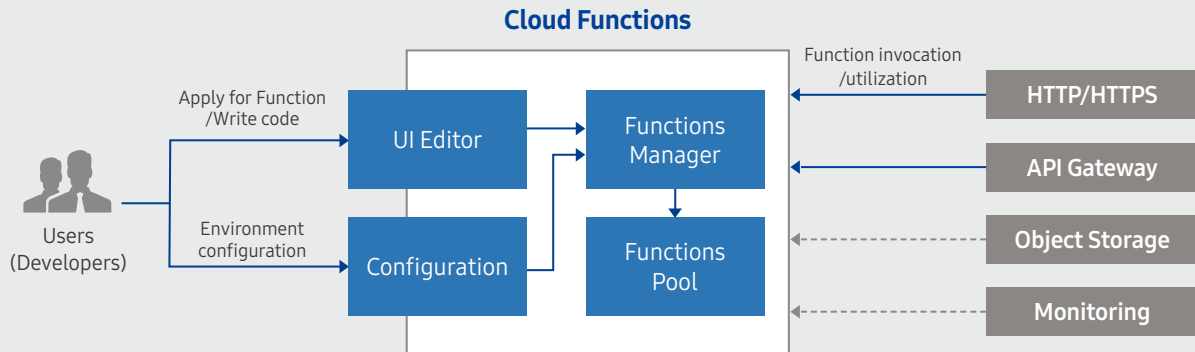 Cloud Functions
Apply for Function
/Write code
Users
(Developers)
Environment
configuration
UI Editor
Configuration
Functions
Manager
Functions
Pool
Function invocation
/utilization
HTTP/HTTPS
API Gateway
Object Storage
Monitoring